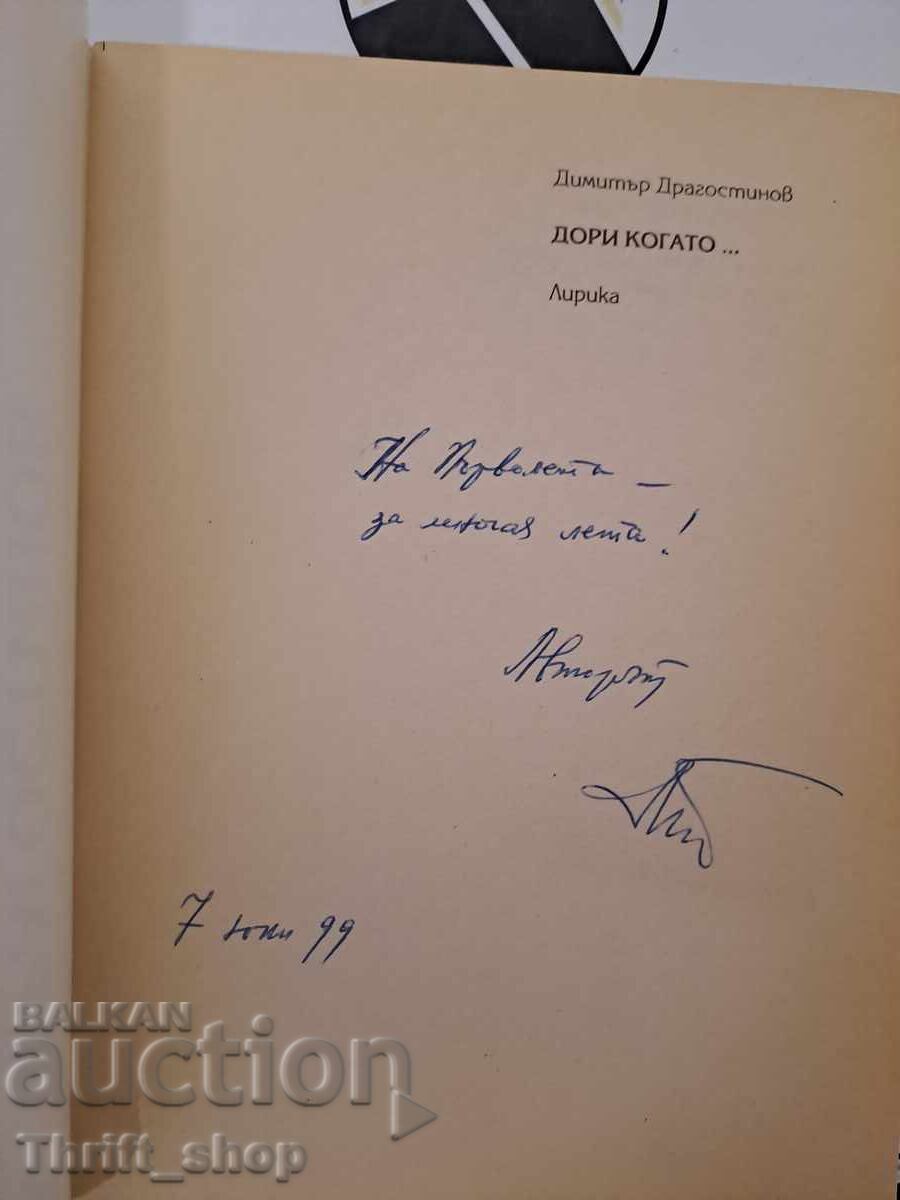 Димитър Драгостинов
ДОРИ КОГАТО ...
Лирика
На Първолета –
за многая лета!
Авторът
7 юни 99
BALKAN
auction
Thrift_shop